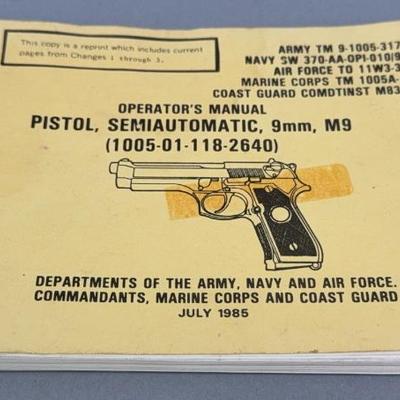 This copy is a reprint which includes current
pages from Changes 1 through 3.
ARMY TM 9-1005-317
NAVY SW 370-AA-OPI-010/9
AIR FORCE TO 11W3-3
MARINE CORPS TM 1005A-
COAST GUARD COMDTINST M83
OPERATOR'S MANUAL
PISTOL, SEMIAUTOMATIC, 9mm, M9
(1005-01-118-2640)
DEPARTMENTS OF THE ARMY, NAVY AND AIR FORCE.
COMMANDANTS, MARINE CORPS AND COAST GUARD
JULY 1985